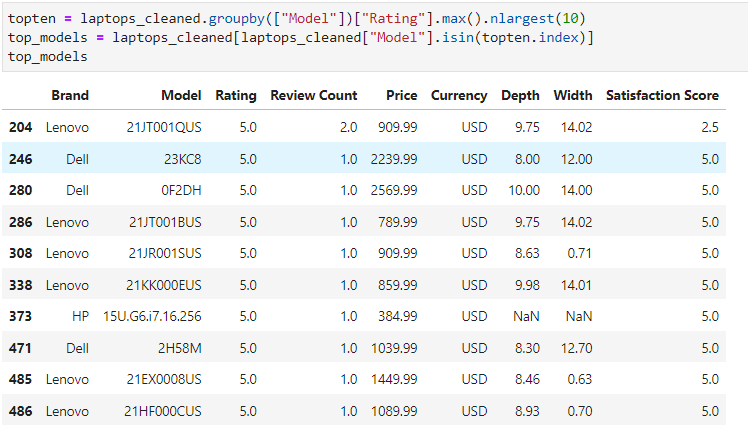 topten = laptops_cleaned.groupby(["Model"])["Rating"].max().nlargest(10)
top_models = laptops_cleaned[laptops_cleaned["Model"].isin(topten.index)]
top_models
Brand Model Rating Review Count Price Currency Depth Width Satisfaction Score
204 Lenovo 21JT001QUS 5.0 2.0 909.99 USD 9.75 14.02 2.5
246 Dell 23KC8 5.0 1.0 2239.99 USD 8.00 12.00 5.0
280 Dell 0F2DH 5.0 1.0 2569.99 USD 10.00 14.00 5.0
286 Lenovo 21JT001BUS 5.0 1.0 789.99 USD 9.75 14.02 5.0
308 Lenovo 21JR001SUS 5.0 1.0 909.99 USD 8.63 0.71 5.0
338 Lenovo 21KK000EUS 5.0 1.0 859.99 USD 9.98 14.01 5.0
373 HP 15U.G6.i7.16.256 5.0 1.0 384.99 USD NaN NaN 5.0
471 Dell 2H58M 5.0 1.0 1039.99 USD 8.30 12.70 5.0
485 Lenovo 21EX0008US 5.0 1.0 1449.99 USD 8.46 0.63 5.0
486 Lenovo 21HF000CUS 5.0 1.0 1089.99 USD 8.93 0.70 5.0